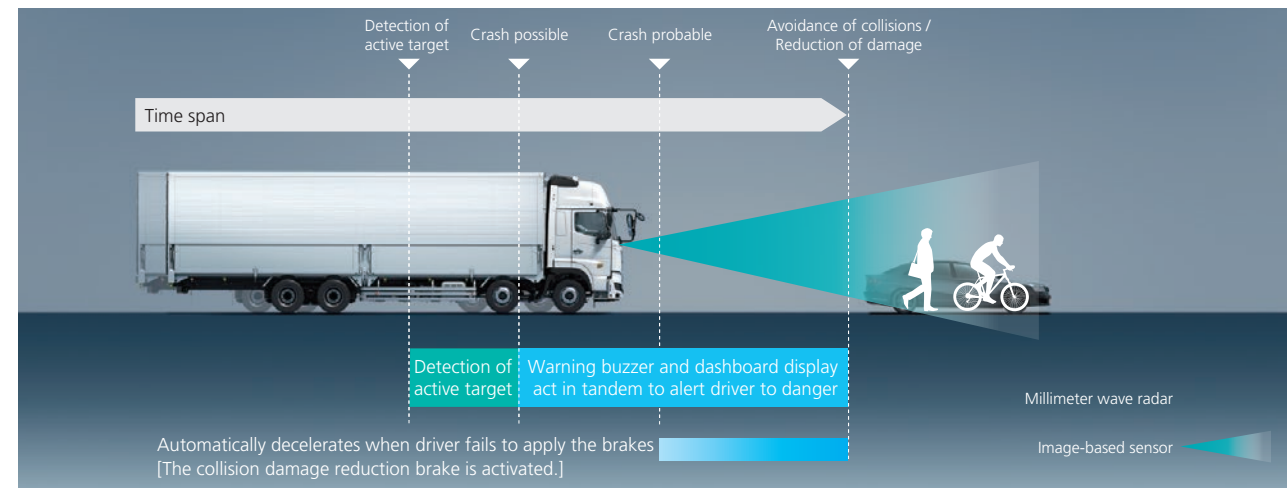 Detection of
active target
Crash possible
Crash probable
Avoidance of collisions /
Reduction of damage
Time span
Detection of
active target
Warning buzzer and dashboard display
act in tandem to alert driver to danger
Millimeter wave radar
Automatically decelerates when driver fails to apply the brakes
[The collision damage reduction brake is activated.]
Image-based sensor